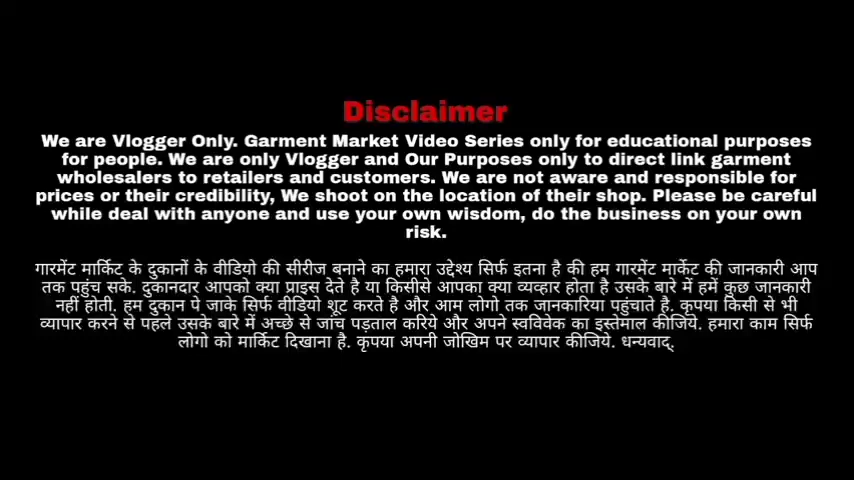 Disclaimer
We are Vlogger Only. Garment Market Video Series only for educational purposes
for people. We are only Vlogger and Our Purposes only to direct link garment
wholesalers to retailers and customers. We are not aware and responsible for
prices or their credibility, We shoot on the location of their shop. Please be careful
while deal with anyone and use your own wisdom, do the business on your own
risk.
गारमेंट मार्किट के दुकानों के वीडियो की सीरीज बनाने का हमारा उद्देश्य सिर्फ इतना है की हम गारमेंट मार्केट की जानकारी आप
तक पहुंच सके. दुकानदार आपको क्या प्राइस देते है या किसीसे आपका क्या व्यव्हार होता है उसके बारे में हमें कुछ जानकारी
नहीं होती. हम दुकान पे जाके सिर्फ वीडियो शूट करते है और आम लोगो तक जानकारिया पहुंचाते है. कृपया किसी से भी
व्यापार करने से पहले उसके बारे में अच्छे से जांच पड़ताल करिये और अपने स्वविवेक का इस्तेमाल कीजिये. हमारा काम सिर्फ
लोगो को मार्किट दिखाना है. कृपया अपनी जोखिम पर व्यापार कीजिये. धन्यवाद्.